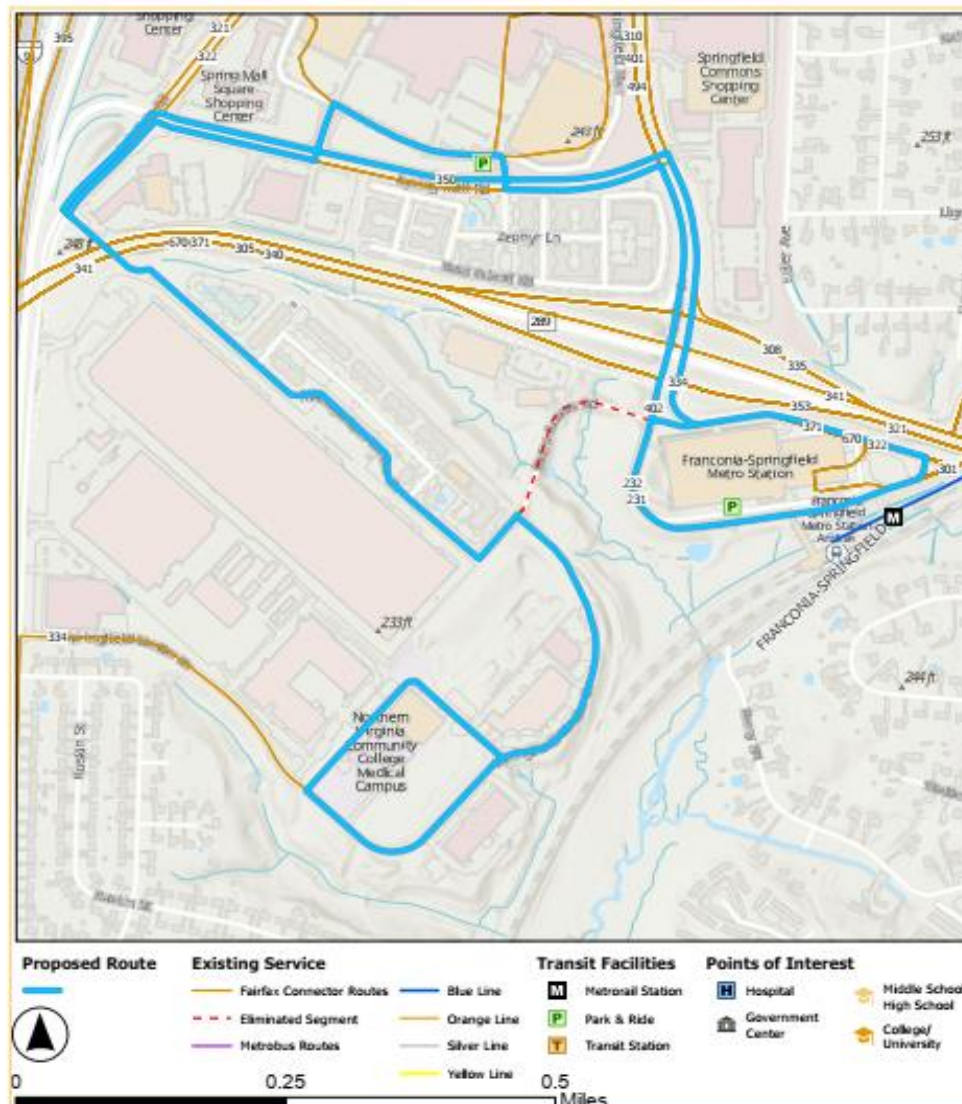 Shopping
Center
395
321
322
310
401
494
Springfield
Commons
Shopping
Center
Spring Mall
Square
Shopping
Center
243 ft
253 ft
P
350
Zephyr Ln
248 ft
670
371
305
340
341
289
308
335
341
334
353
402
321
371
670
322
301
Franconia-Springfield
Metro Station
232
231
P
M
FRANCONIA-SPRINGFIELD
233 ft
334
244 ft
Ruskin St
Northern
Virginia
Community
College
Medical
Campus
Proposed Route
Existing Service
Transit Facilities
Points of Interest
Fairfax Connector Routes
Blue Line
M Metrorail Station
H Hospital
Middle School
High School
Eliminated Segment
Orange Line
P Park & Ride
Government
Center
College/
University
Metrobus Routes
Silver Line
T Transit Station
Yellow Line
0 0.25 0.5
Miles